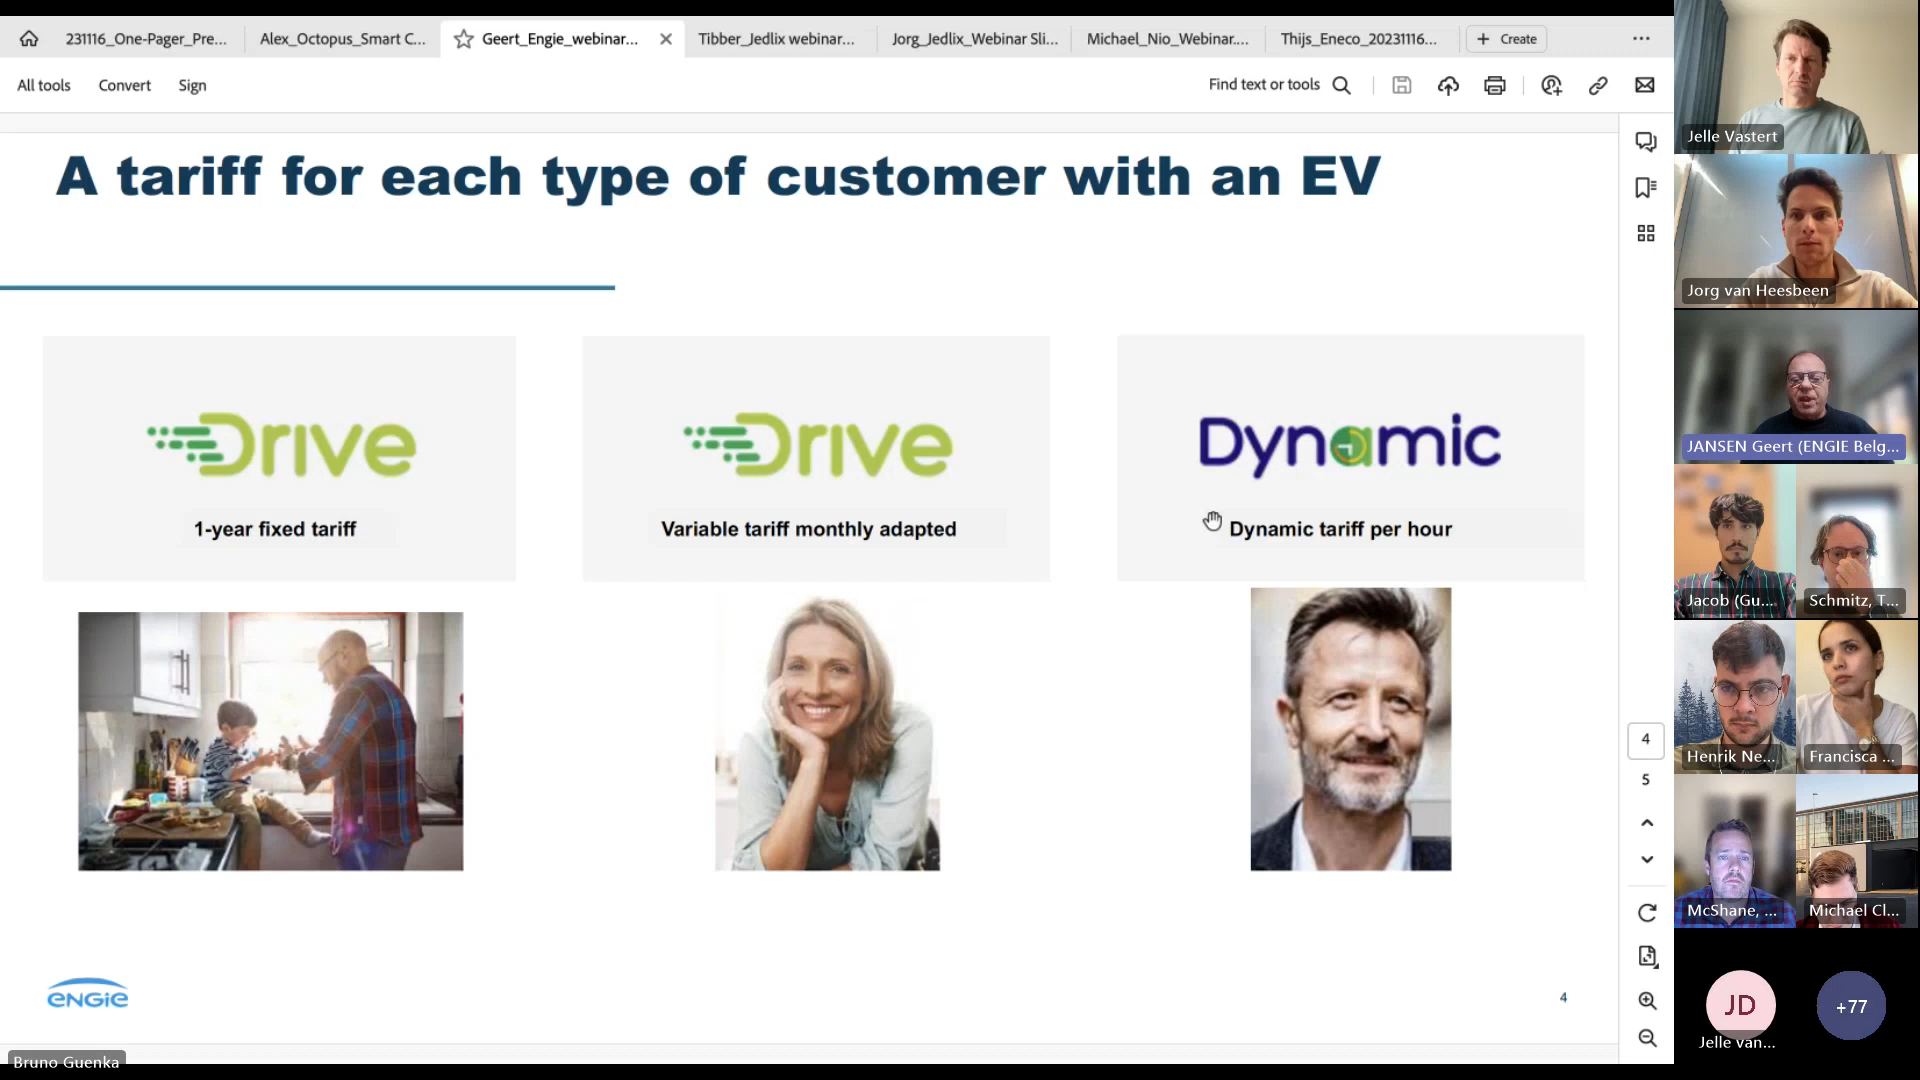 231116_One-Pager_Pre...
Alex_Octopus_Smart C...
Geert_Engie_webinar...
Tibber_Jedlix webinar...
Jorg_Jedlix_Webinar Sli...
Michael_Nio_Webinar....
Thijs_Eneco_20231116...
Create
All tools
Convert
Sign
Find text or tools
A tariff for each type of customer with an EV
Drive
1-year fixed tariff
Drive
Variable tariff monthly adapted
Dynamic
Dynamic tariff per hour
ENGIE
4
4
5
Bruno Guenka
Jelle Vastert
Jorg van Heesbeen
JANSEN Geert (ENGIE Belg...
Jacob (Gu...
Schmitz, T...
Henrik Ne...
Francisca ...
McShane, ...
Michael Cl...
JD
Jelle van...
+77